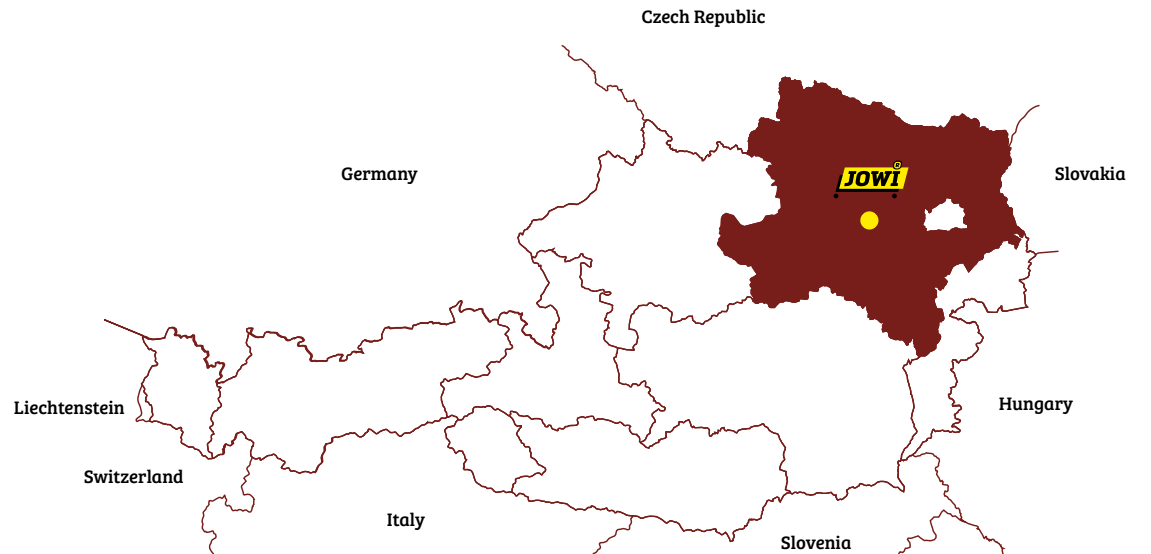 Czech Republic
Germany
Slovakia
JOWI
Liechtenstein
Hungary
Switzerland
Italy
Slovenia